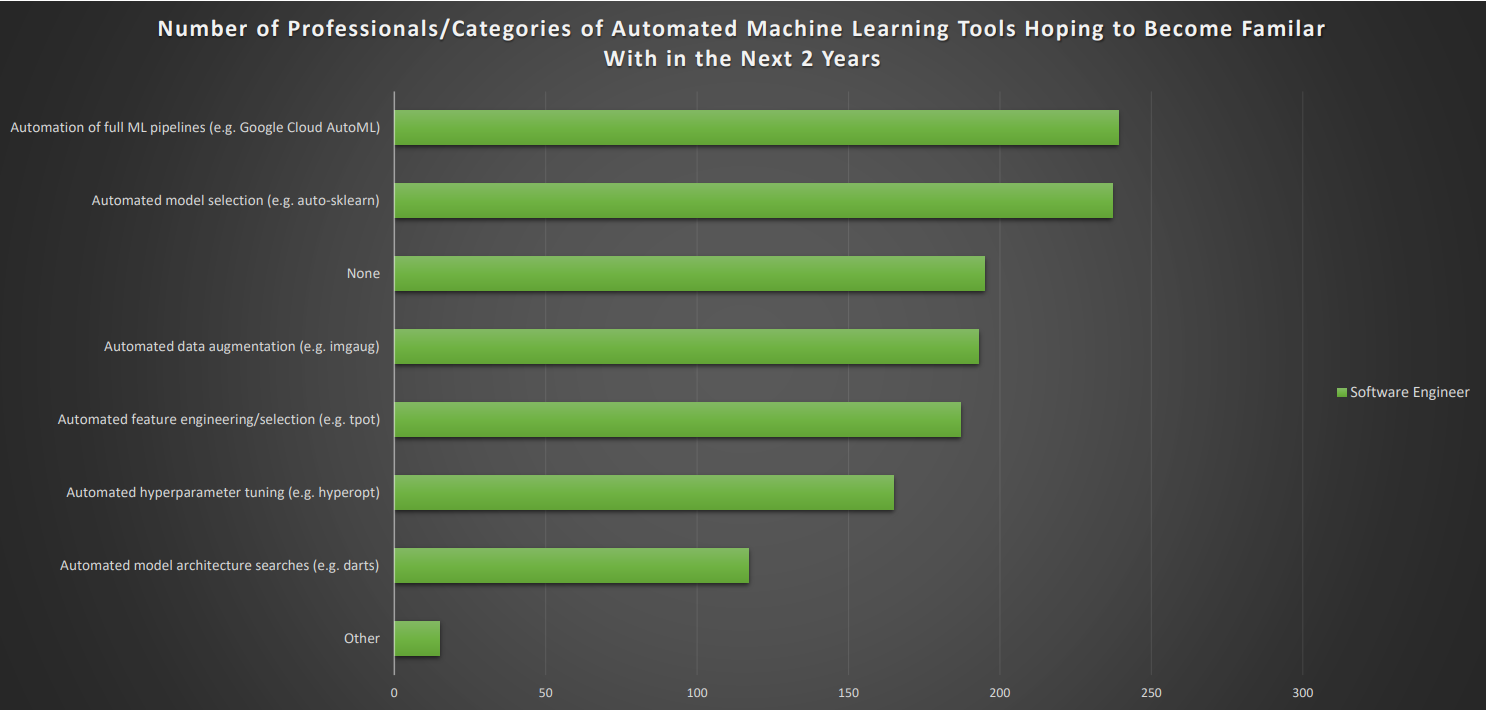 Number of Professionals/Categories of Automated Machine Learning Tools Hoping to Become Familar
With in the Next 2 Years
Automation of full ML pipelines (e.g. Google Cloud AutoML)
Automated model selection (e.g. auto-sklearn)
None
Automated data augmentation (e.g. imgaug)
Automated feature engineering/selection (e.g. tpot)
Automated hyperparameter tuning (e.g. hyperopt)
Automated model architecture searches (e.g. darts)
Other
0 50 100 150 200 250 300
Software Engineer